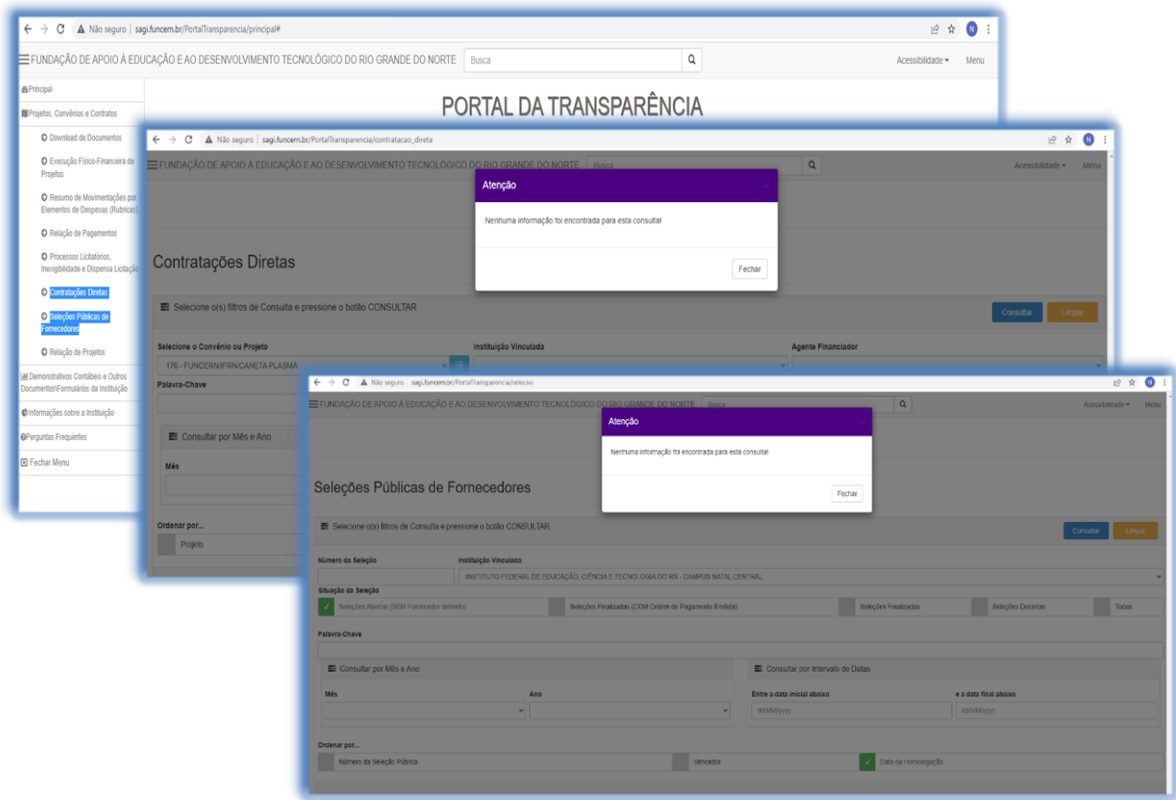 Não seguro | sagi.funcern.br/PortalTransparencia/principal#
N
FUNDAÇÃO DE APOIO À EDUCAÇÃO E AO DESENVOLVIMENTO TECNOLÓGICO DO RIO GRANDE DO NORTE
Busca
Acessibilidade
Menu
Principal
Projetos, Convênios e Contratos
Download de Documentos
Execução Físico-Financeira de
Projetos
Resumo de Movimentações por
Elementos de Despesas (Rubricas)
Relação de Pagamentos
Processos Licitatórios,
Inexigibilidade e Dispensa Licitação
Contratações Diretas
Seleções Públicas de
Fornecedores
Relação de Projetos
Demonstrativos Contábeis e Outros
Documentos\Formulários da Instituição
Informações sobre a Instituição
Perguntas Frequentes
Fechar Menu
PORTAL DA TRANSPARÊNCIA
Não seguro | sagi.funcern.br/PortalTransparencia/contratacao_direta
N
FUNDAÇÃO DE APOIO À EDUCAÇÃO E AO DESENVOLVIMENTO TECNOLÓGICO DO RIO GRANDE DO NORTE
Busca
Acessibilidade
Menu
Atenção
Nenhuma informação foi encontrada para esta consulta!
Fechar
Contratações Diretas
Selecione o(s) filtros de Consulta e pressione o botão CONSULTAR
Consultar
Limpar
Selecione o Convênio ou Projeto
Instituição Vinculada
Agente Financiador
176 - FUNCERN/IFRN/CANETA PLASMA
Palavra-Chave
Consultar por Mês e Ano
Mês
Ordenar por...
Projeto
Não seguro | sagi.funcern.br/PortalTransparencia/selecao
N
FUNDAÇÃO DE APOIO À EDUCAÇÃO E AO DESENVOLVIMENTO TECNOLÓGICO DO RIO GRANDE DO NORTE
Busca
Acessibilidade
Menu
Atenção
Nenhuma informação foi encontrada para esta consulta!
Fechar
Seleções Públicas de Fornecedores
Selecione o(s) filtros de Consulta e pressione o botão CONSULTAR
Consultar
Limpar
Número da Seleção
Instituição Vinculada
INSTITUTO FEDERAL DE EDUCAÇÃO, CIÊNCIA E TECNOLOGIA DO RN - CAMPUS NATAL CENTRAL
Situação da Seleção
Seleções Abertas (SEM Fornecedor definido)
Seleções Finalizadas (COM Ordem de Pagamento Emitida)
Seleções Finalizadas
Seleções Desertas
Todas
Palavra-Chave
Consultar por Mês e Ano
Consultar por Intervalo de Datas
Mês
Ano
Entre a data inicial abaixo
e a data final abaixo
dd/MM/yyyy
dd/MM/yyyy
Ordenar por...
Número da Seleção Pública
Vencedor
Data da Homologação